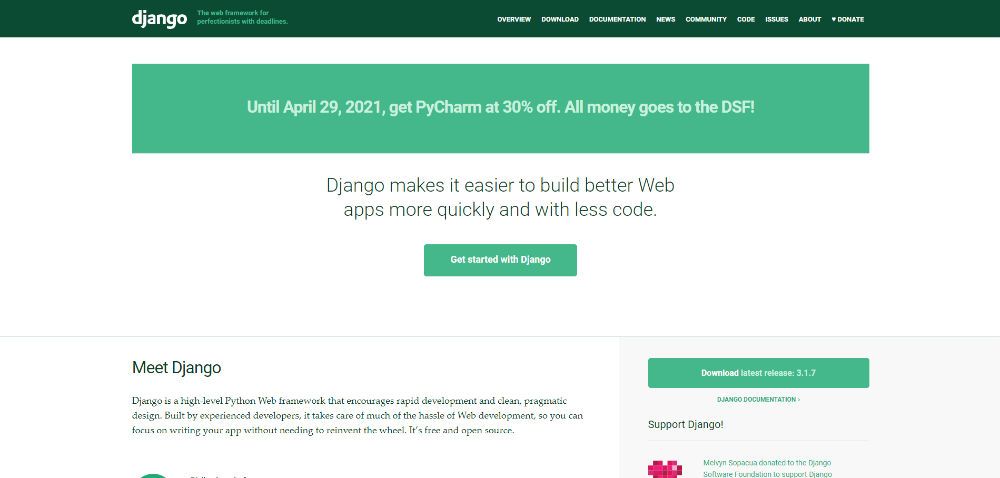 django
The web framework for
perfectionists with deadlines.
OVERVIEW DOWNLOAD DOCUMENTATION NEWS COMMUNITY CODE ISSUES ABOUT ♥ DONATE
Until April 29, 2021, get PyCharm at 30% off. All money goes to the DSF!
Django makes it easier to build better Web
apps more quickly and with less code.
Get started with Django
Meet Django
Django is a high-level Python Web framework that encourages rapid development and clean, pragmatic
design. Built by experienced developers, it takes care of much of the hassle of Web development, so you can
focus on writing your app without needing to reinvent the wheel. It’s free and open source.
Download latest release: 3.1.7
DJANGO DOCUMENTATION ›
Support Django!
Melvyn Sopacua donated to the Django
Software Foundation to support Django